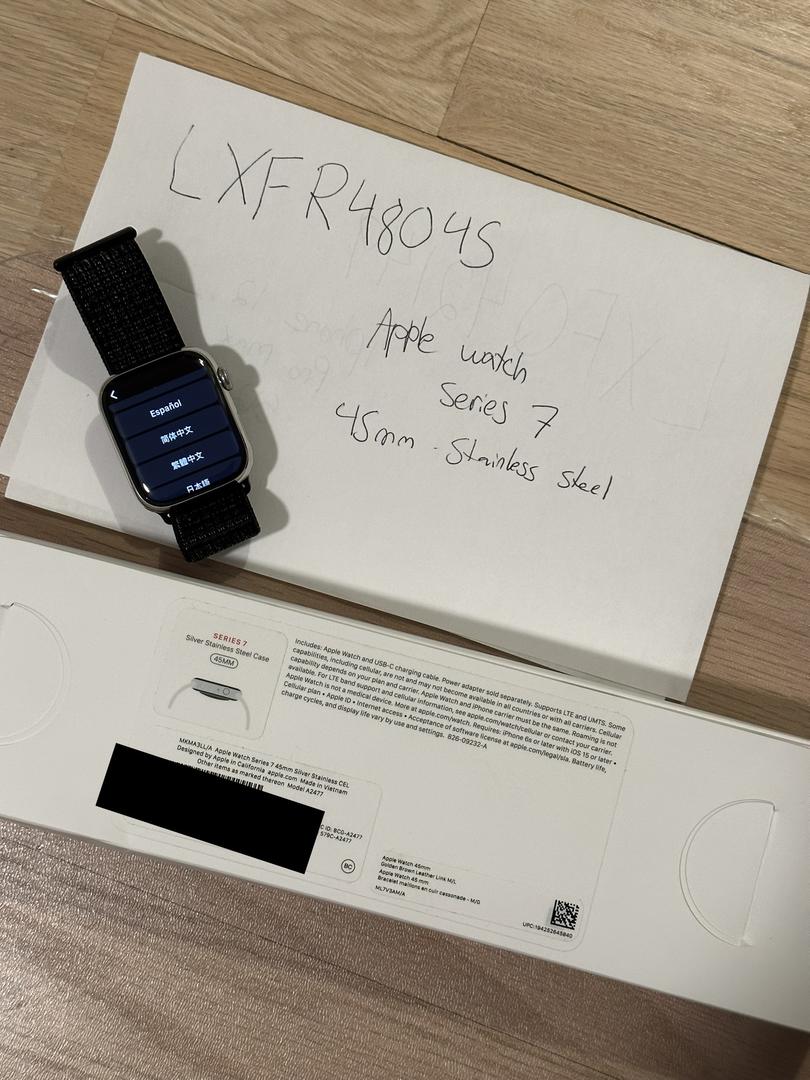 LXFR4804S
Apple watch
Series 7
45mm - Stainless steel
Español
简体中文
繁體中文
日本語
SERIES 7
Silver Stainless Steel Case
45MM
Includes: Apple Watch and USB-C charging cable. Power adapter sold separately. Supports LTE and UMTS. Some
capabilities, including cellular, are not and may not become available in all countries or with all carriers. Cellular
capability depends on your plan and carrier. Apple Watch and iPhone carrier must be the same. Roaming is not
available. For LTE band support and cellular information, see apple.com/watch/cellular or contact your carrier.
Apple Watch is not a medical device. More at apple.com/watch. Requires: iPhone 6s or later with iOS 15 or later •
Cellular plan • Apple ID • Internet access • Acceptance of software license at apple.com/legal/sla. Battery life,
charge cycles, and display life vary by use and settings. 826-09232-A
MKMA3LL/A Apple Watch Series 7 45mm Silver Stainless CEL
Designed by Apple in California apple.com Made in Vietnam
Other items as marked thereon Model A2477
C ID: BCG-A2477
579C-A2477
BC
Apple Watch 45mm
Golden Brown Leather Link M/L
Apple Watch 45 mm
Bracelet maillons en cuir cassonade - M/G
ML7V3AM/A
UPC:194252645840